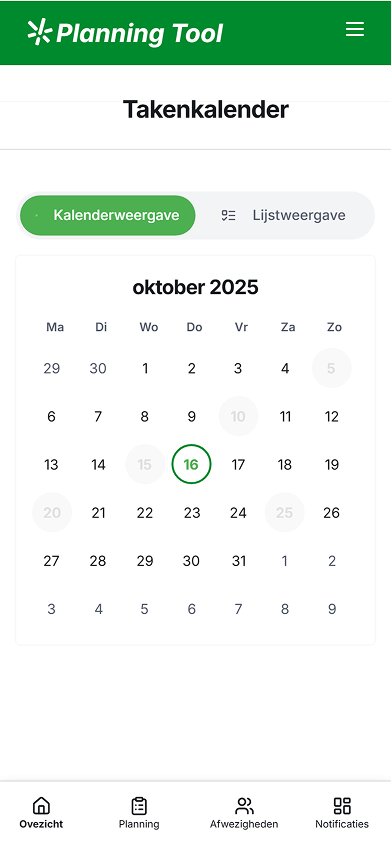 Planning Tool
Takenkalender
Kalenderweergave Lijstweergave
oktober 2025
Ma Di Wo Do Vr Za Zo
29 30 1 2 3 4 5
6 7 8 9 10 11 12
13 14 15 16 17 18 19
20 21 22 23 24 25 26
27 28 29 30 31 1 2
3 4 5 6 7 8 9
Ovezicht Planning Afwezigheden Notificaties